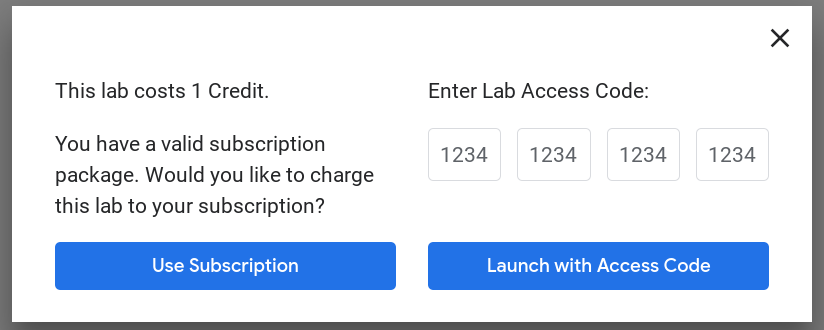 This lab costs 1 Credit.
You have a valid subscription
package. Would you like to charge
this lab to your subscription?
Use Subscription
Enter Lab Access Code:
1234 1234 1234 1234
Launch with Access Code